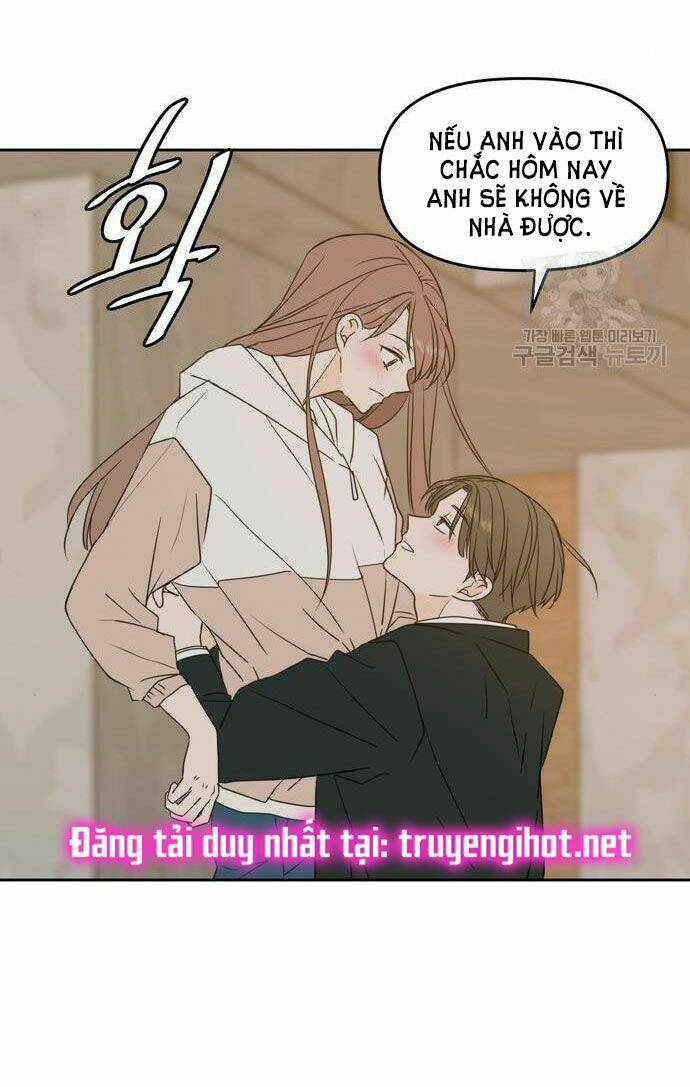 NẾU ANH VÀO THÌ
CHẮC HÔM NAY
ANH SẼ KHÔNG VỀ
NHÀ ĐƯỢC.
확
가장 빠른 웹툰 미리보기
구글검색 뉴토끼
Đăng tải duy nhất tại: truyengihot.net